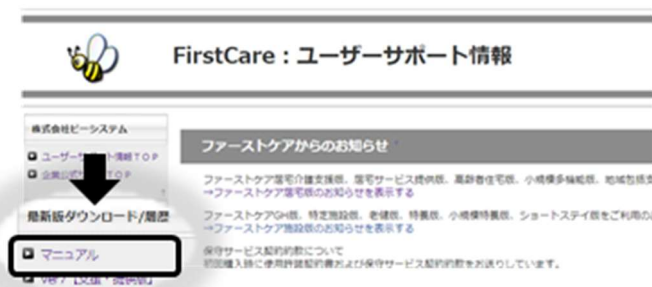 FirstCare：ユーザーサポート情報
株式会社ビーシステム
ユーザーサポート情報TOP
企業公式 TOP
最新版ダウンロード/履歴
マニュアル
Ver7【支援・提供版】
ファーストケアからのお知らせ
ファーストケア居宅介護支援版、居宅サービス提供版、高齢者住宅版、小規模多機能版、地域包括支
→ファーストケア居宅版のお知らせを表示する
ファーストケアGH版、特定施設版、老健版、特養版、小規模特養版、ショートステイ版をご利用のお
→ファーストケア施設版のお知らせを表示する
保守サービス契約約款について
初回購入時に使用許諾契約書および保守サービス契約約款をお送りしています。